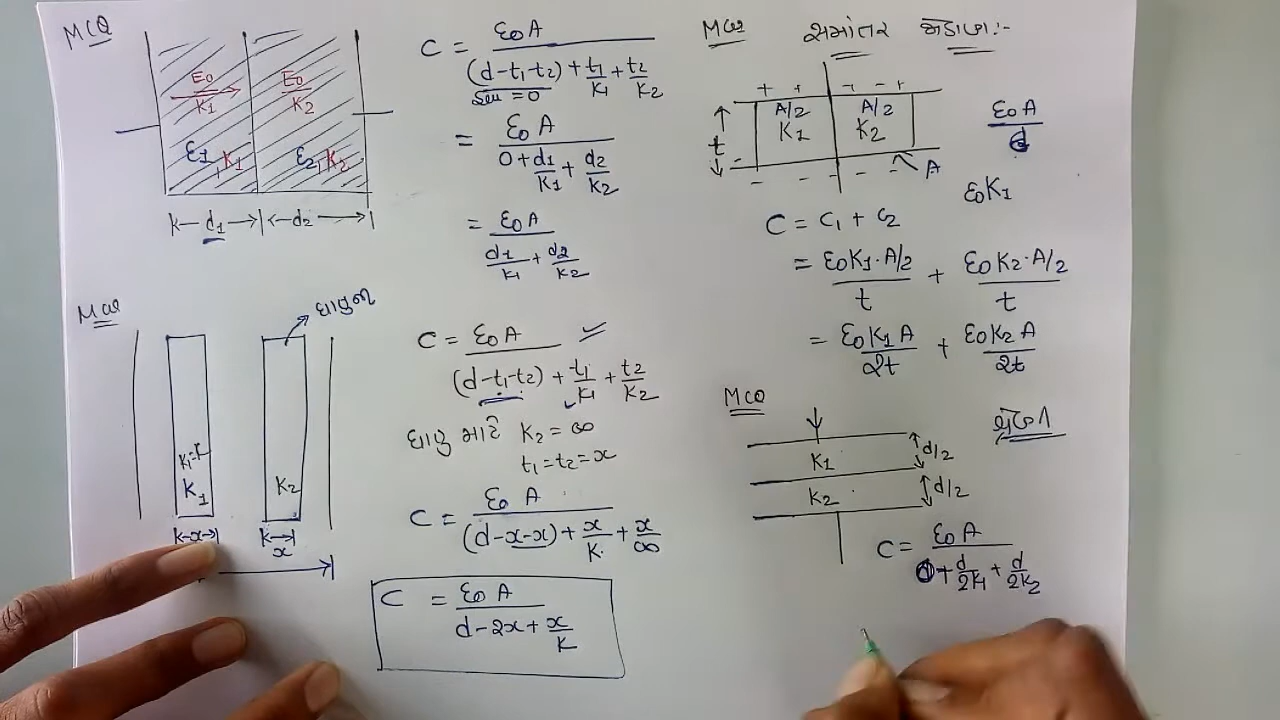 MCQ
E0/K1 E0/K2
ε1, K1 ε2, K2
d1 d2
C = ε0A / (d-t1-t2) + t1/K1 + t2/K2
= 0
= ε0A / 0 + d1/K1 + d2/K2
= ε0A / d1/K1 + d2/K2
MCQ
ધાતુનું
K1 K2
x x
C = ε0A / (d-t1-t2) + t1/K1 + t2/K2
ધાતુ માટે K2 = ∞
t1 = t2 = x
C = ε0 A / (d-x-x) + x/K + x/∞
C = ε0 A / d-2x + x/K
MCQ સમાંતર જોડાણ:-
+ + - - +
A/2 A/2
K1 K2
t
- - - - - -
A
ε0A / d
ε0K1
C = C1 + C2
= ε0K1·A/2 / t + ε0K2·A/2 / t
= ε0K1A / 2t + ε0K2A / 2t
MCQ
શ્રેણી
K1 d/2
K2 d/2
C = ε0A / 0 + d/2K1 + d/2K2